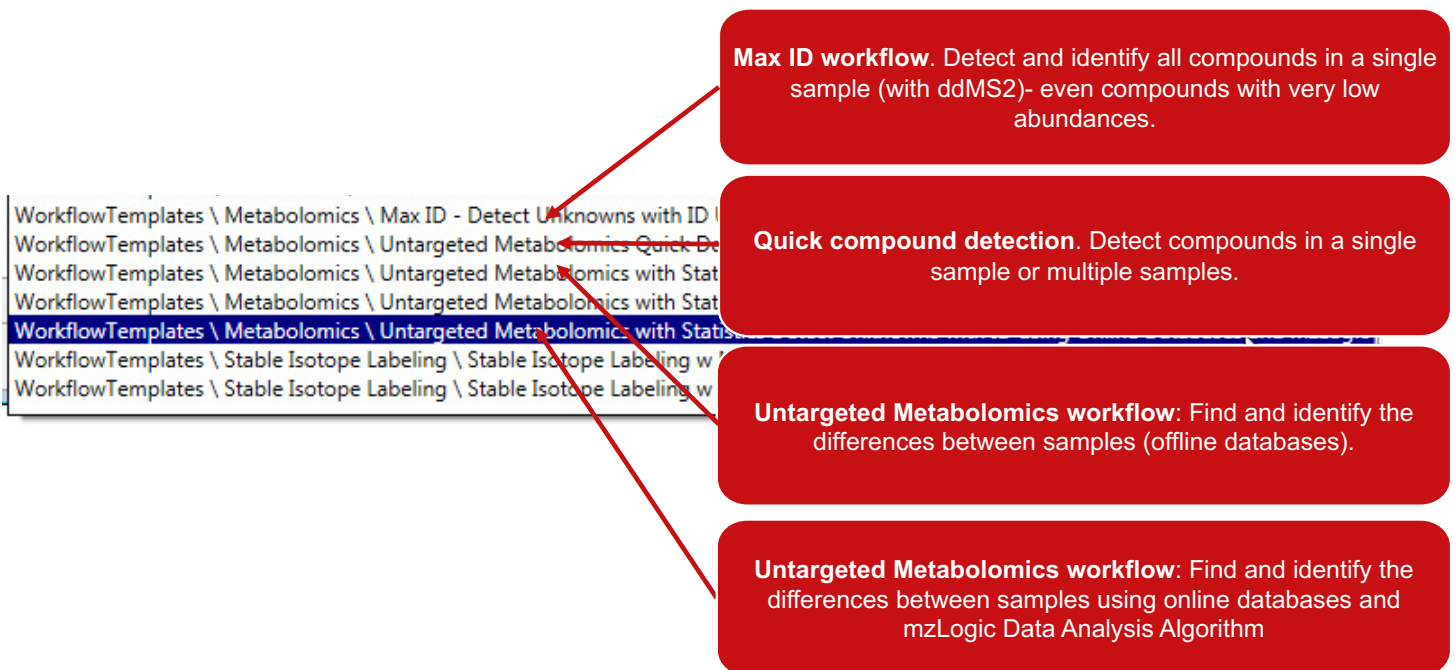 Max ID workflow. Detect and identify all compounds in a single
sample (with ddMS2)- even compounds with very low
abundances.
WorkflowTemplates \ Metabolomics \ Max ID - Detect Unknowns with ID
WorkflowTemplates \ Metabolomics \ Untargeted Metabolomics Quick
WorkflowTemplates \ Metabolomics \ Untargeted Metabolomics with Stat
WorkflowTemplates \ Metabolomics \ Untargeted Metabolomics with Stat
WorkflowTemplates \ Metabolomics \ Untargeted Metabolomics with
WorkflowTemplates \ Stable Isotope Labeling \ Stable Isotope Labeling w
WorkflowTemplates \ Stable Isotope Labeling \ Stable Isotope Labeling w
Quick compound detection. Detect compounds in a single
sample or multiple samples.
Untargeted Metabolomics workflow: Find and identify the
differences between samples (offline databases).
Untargeted Metabolomics workflow: Find and identify the
differences between samples using online databases and
mzLogic Data Analysis Algorithm